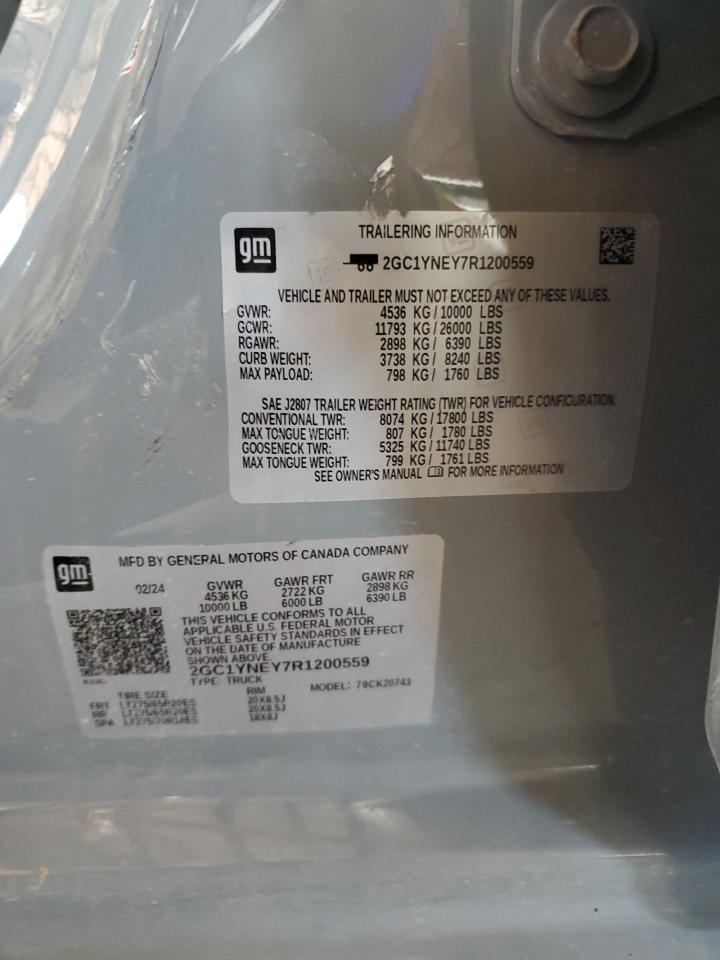 gm
TRAILERING INFORMATION
2GC1YNEY7R1200559
VEHICLE AND TRAILER MUST NOT EXCEED ANY OF THESE VALUES.
GVWR: 4536 KG / 10000 LBS
GCWR: 11793 KG / 26000 LBS
RGAWR: 2898 KG / 6390 LBS
CURB WEIGHT: 3738 KG / 8240 LBS
MAX PAYLOAD: 798 KG / 1760 LBS
SAE J2807 TRAILER WEIGHT RATING (TWR) FOR VEHICLE CONFIGURATION.
CONVENTIONAL TWR: 8074 KG / 17800 LBS
MAX TONGUE WEIGHT: 807 KG / 1780 LBS
GOOSENECK TWR: 5325 KG / 11740 LBS
MAX TONGUE WEIGHT: 799 KG / 1761 LBS
SEE OWNER'S MANUAL FOR MORE INFORMATION
gm
MFD BY GENERAL MOTORS OF CANADA COMPANY
02/24 GVWR GAWR FRT GAWR RR
4536 KG 2722 KG 2898 KG
10000 LB 6000 LB 6390 LB
THIS VEHICLE CONFORMS TO ALL
APPLICABLE U.S. FEDERAL MOTOR
VEHICLE SAFETY STANDARDS IN EFFECT
ON THE DATE OF MANUFACTURE
SHOWN ABOVE
2GC1YNEY7R1200559
TYPE: TRUCK MODEL: 79CK20743
TIRE SIZE RIM
FRT LT275/65R20ES 20X8.5J
RR LT275/65R20ES 20X8.5J
SPA LT275/70R18ES 18X8J